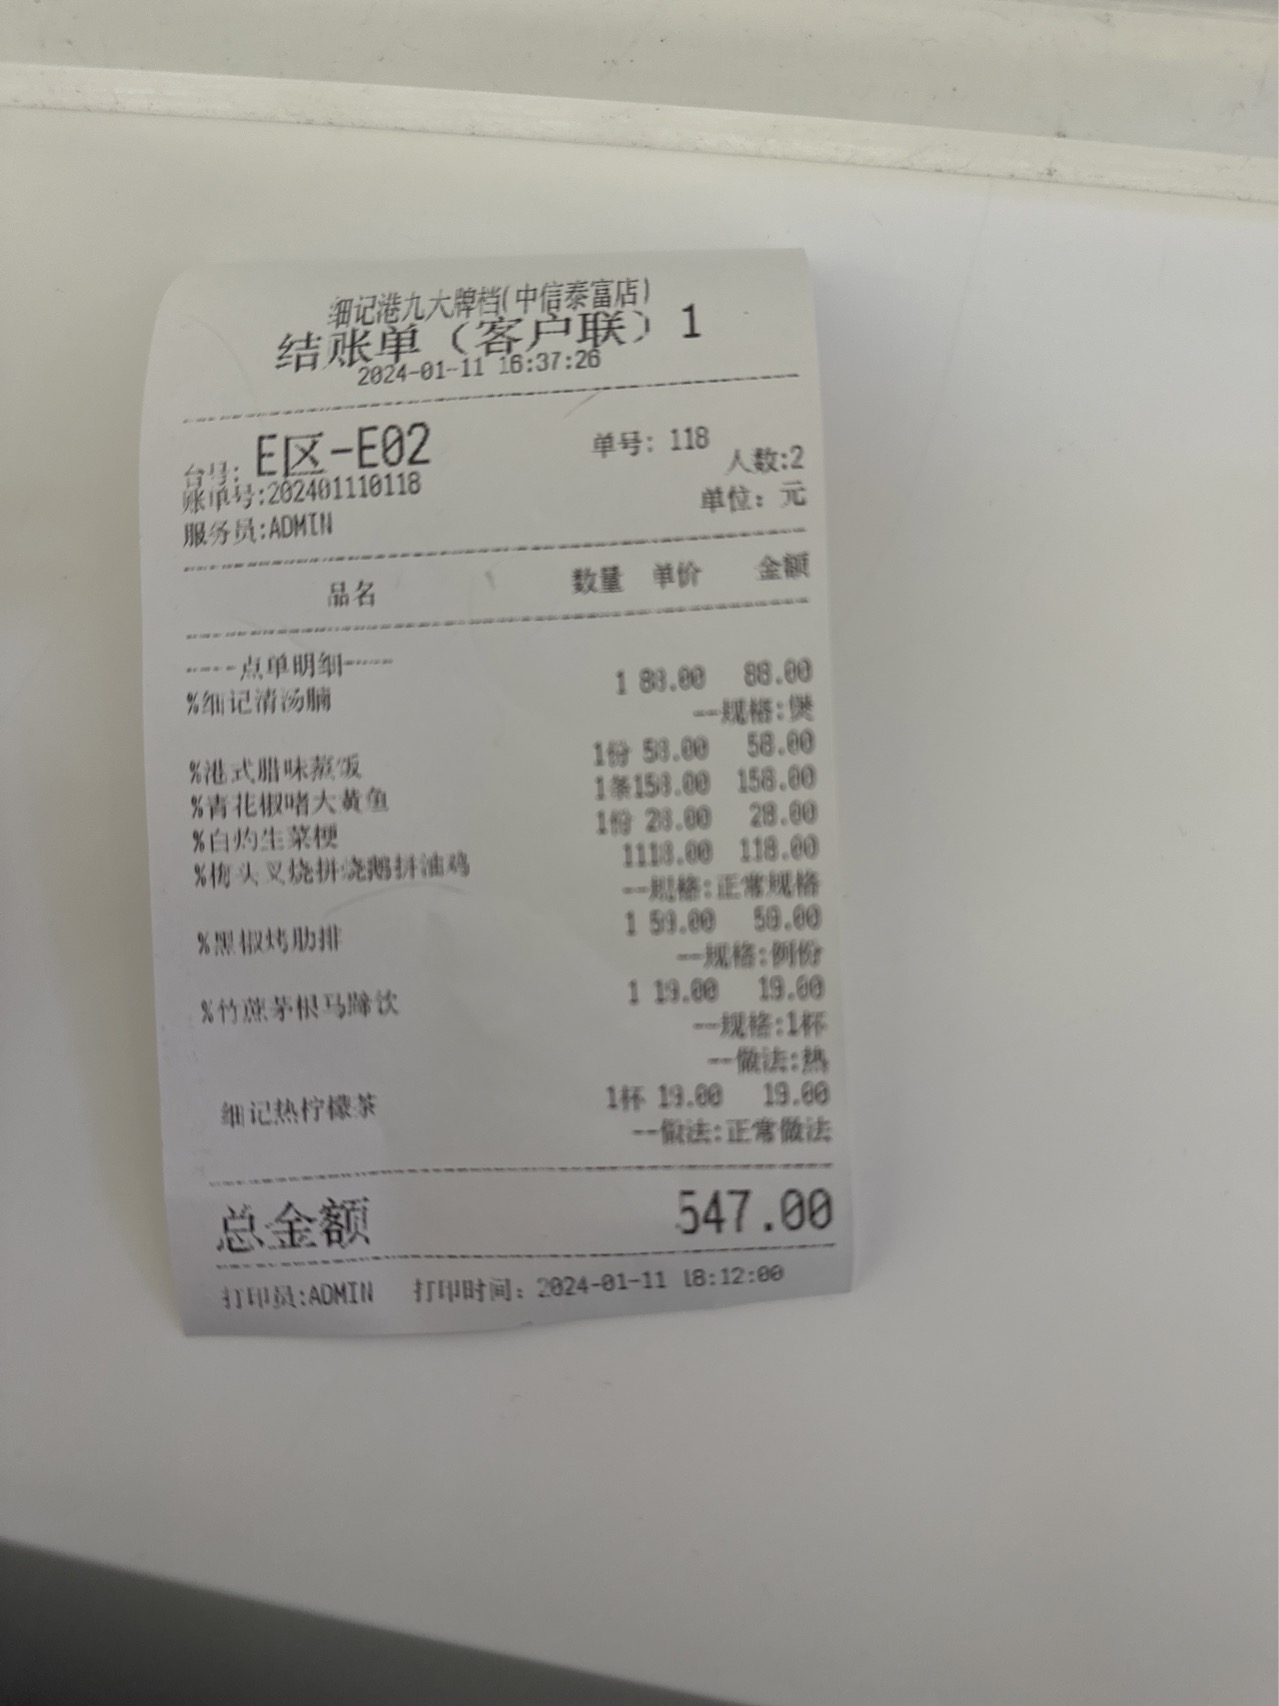 细记港九大牌档(中信泰富店)
结账单（客户联）1
2024-01-11 16:37:26
台号: E区-E02 单号: 118
账单号:202401110118 人数:2
服务员:ADMIN 单位: 元
品名 数量 单价 金额
-----点单明细-----
%细记清汤腩 1 88.00 88.00
--规格:煲
%港式腊味蒸饭 1份 58.00 58.00
%青花椒啫大黄鱼 1条158.00 158.00
%白灼生菜梗 1份 28.00 28.00
%梅头叉烧拼烧鹅拼油鸡 1118.00 118.00
--规格:正常规格
%黑椒烤肋排 1 59.00 59.00
--规格:例份
%竹蔗茅根马蹄饮 1 19.00 19.00
--规格:1杯
--做法:热
细记热柠檬茶 1杯 19.00 19.00
--做法:正常做法
总金额 547.00
打印员:ADMIN 打印时间: 2024-01-11 18:12:00